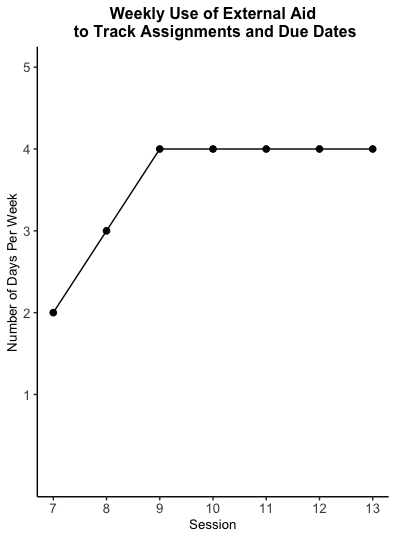 Weekly Use of External Aid
to Track Assignments and Due Dates
Number of Days Per Week
5
4
3
2
1
7 8 9 10 11 12 13
Session